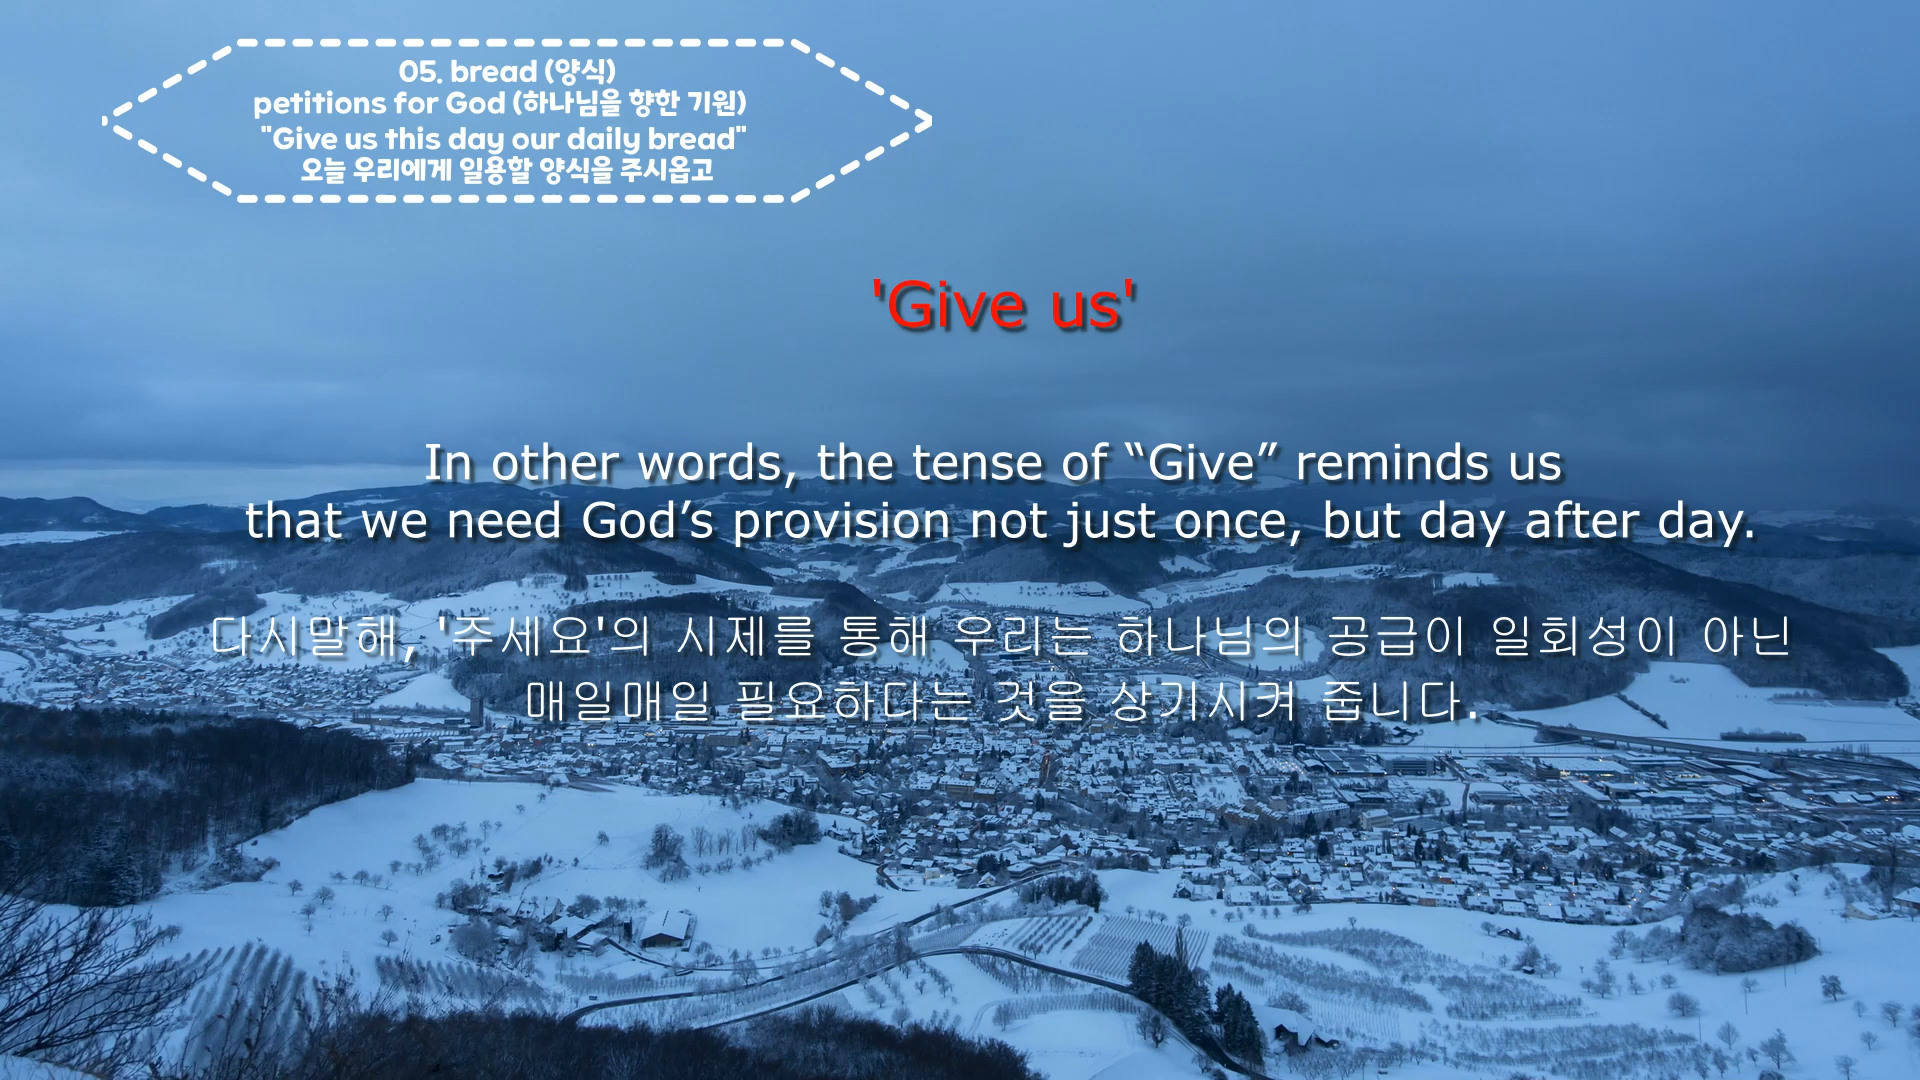 05. bread (양식)
petitions for God (하나님을 향한 기원)
"Give us this day our daily bread"
오늘 우리에게 일용할 양식을 주시옵고
'Give us'
In other words, the tense of “Give” reminds us
that we need God’s provision not just once, but day after day.
다시말해, '주세요'의 시제를 통해 우리는 하나님의 공급이 일회성이 아닌
매일매일 필요하다는 것을 상기시켜 줍니다.